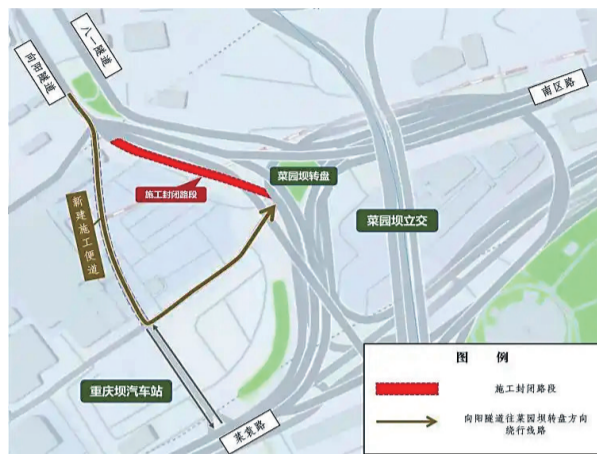 向阳隧道
八一隧道
南区路
菜园坝转盘
施工封闭路段
新建施工便道
菜园坝立交
重庆坝汽车站
菜袁路
图 例
施工封闭路段
向阳隧道往菜园坝转盘方向
绕行线路